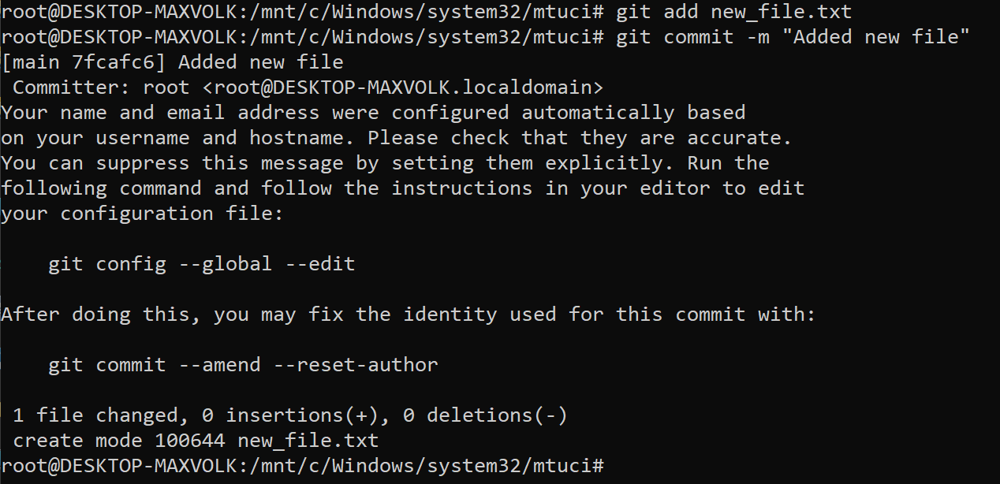 root@DESKTOP-MAXVOLK:/mnt/c/Windows/system32/mtuci# git add new_file.txt
root@DESKTOP-MAXVOLK:/mnt/c/Windows/system32/mtuci# git commit -m "Added new file"
[main 7fcafc6] Added new file
 Committer: root <root@DESKTOP-MAXVOLK.localdomain>
Your name and email address were configured automatically based
on your username and hostname. Please check that they are accurate.
You can suppress this message by setting them explicitly. Run the
following command and follow the instructions in your editor to edit
your configuration file:

    git config --global --edit

After doing this, you may fix the identity used for this commit with:

    git commit --amend --reset-author

 1 file changed, 0 insertions(+), 0 deletions(-)
 create mode 100644 new_file.txt
root@DESKTOP-MAXVOLK:/mnt/c/Windows/system32/mtuci#